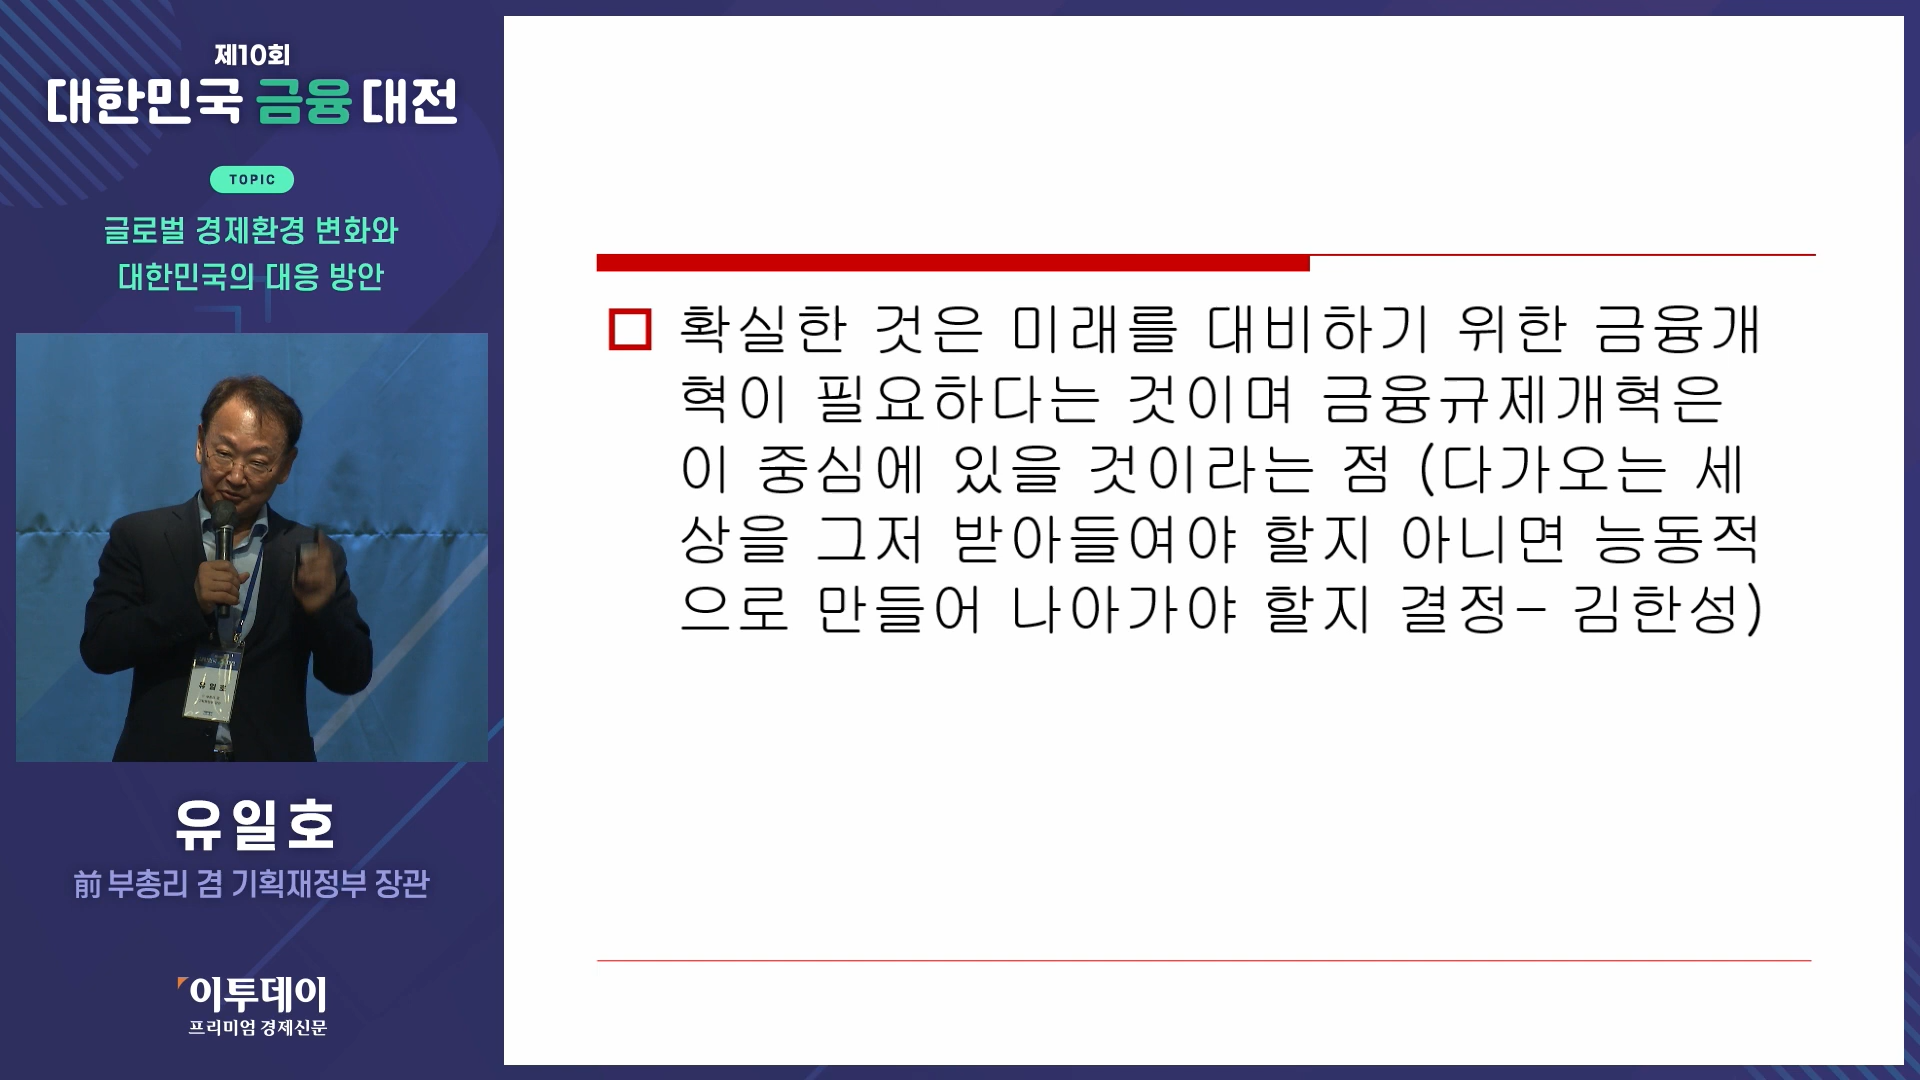 제10회
대한민국 금융대전
TOPIC
글로벌 경제환경 변화와
대한민국의 대응 방안
유일호
유일호
前 부총리 겸 기획재정부 장관
이투데이
프리미엄 경제신문
확실한 것은 미래를 대비하기 위한 금융개
혁이 필요하다는 것이며 금융규제개혁은
이 중심에 있을 것이라는 점 (다가오는 세
상을 그저 받아들여야 할지 아니면 능동적
으로 만들어 나아가야 할지 결정– 김한성)